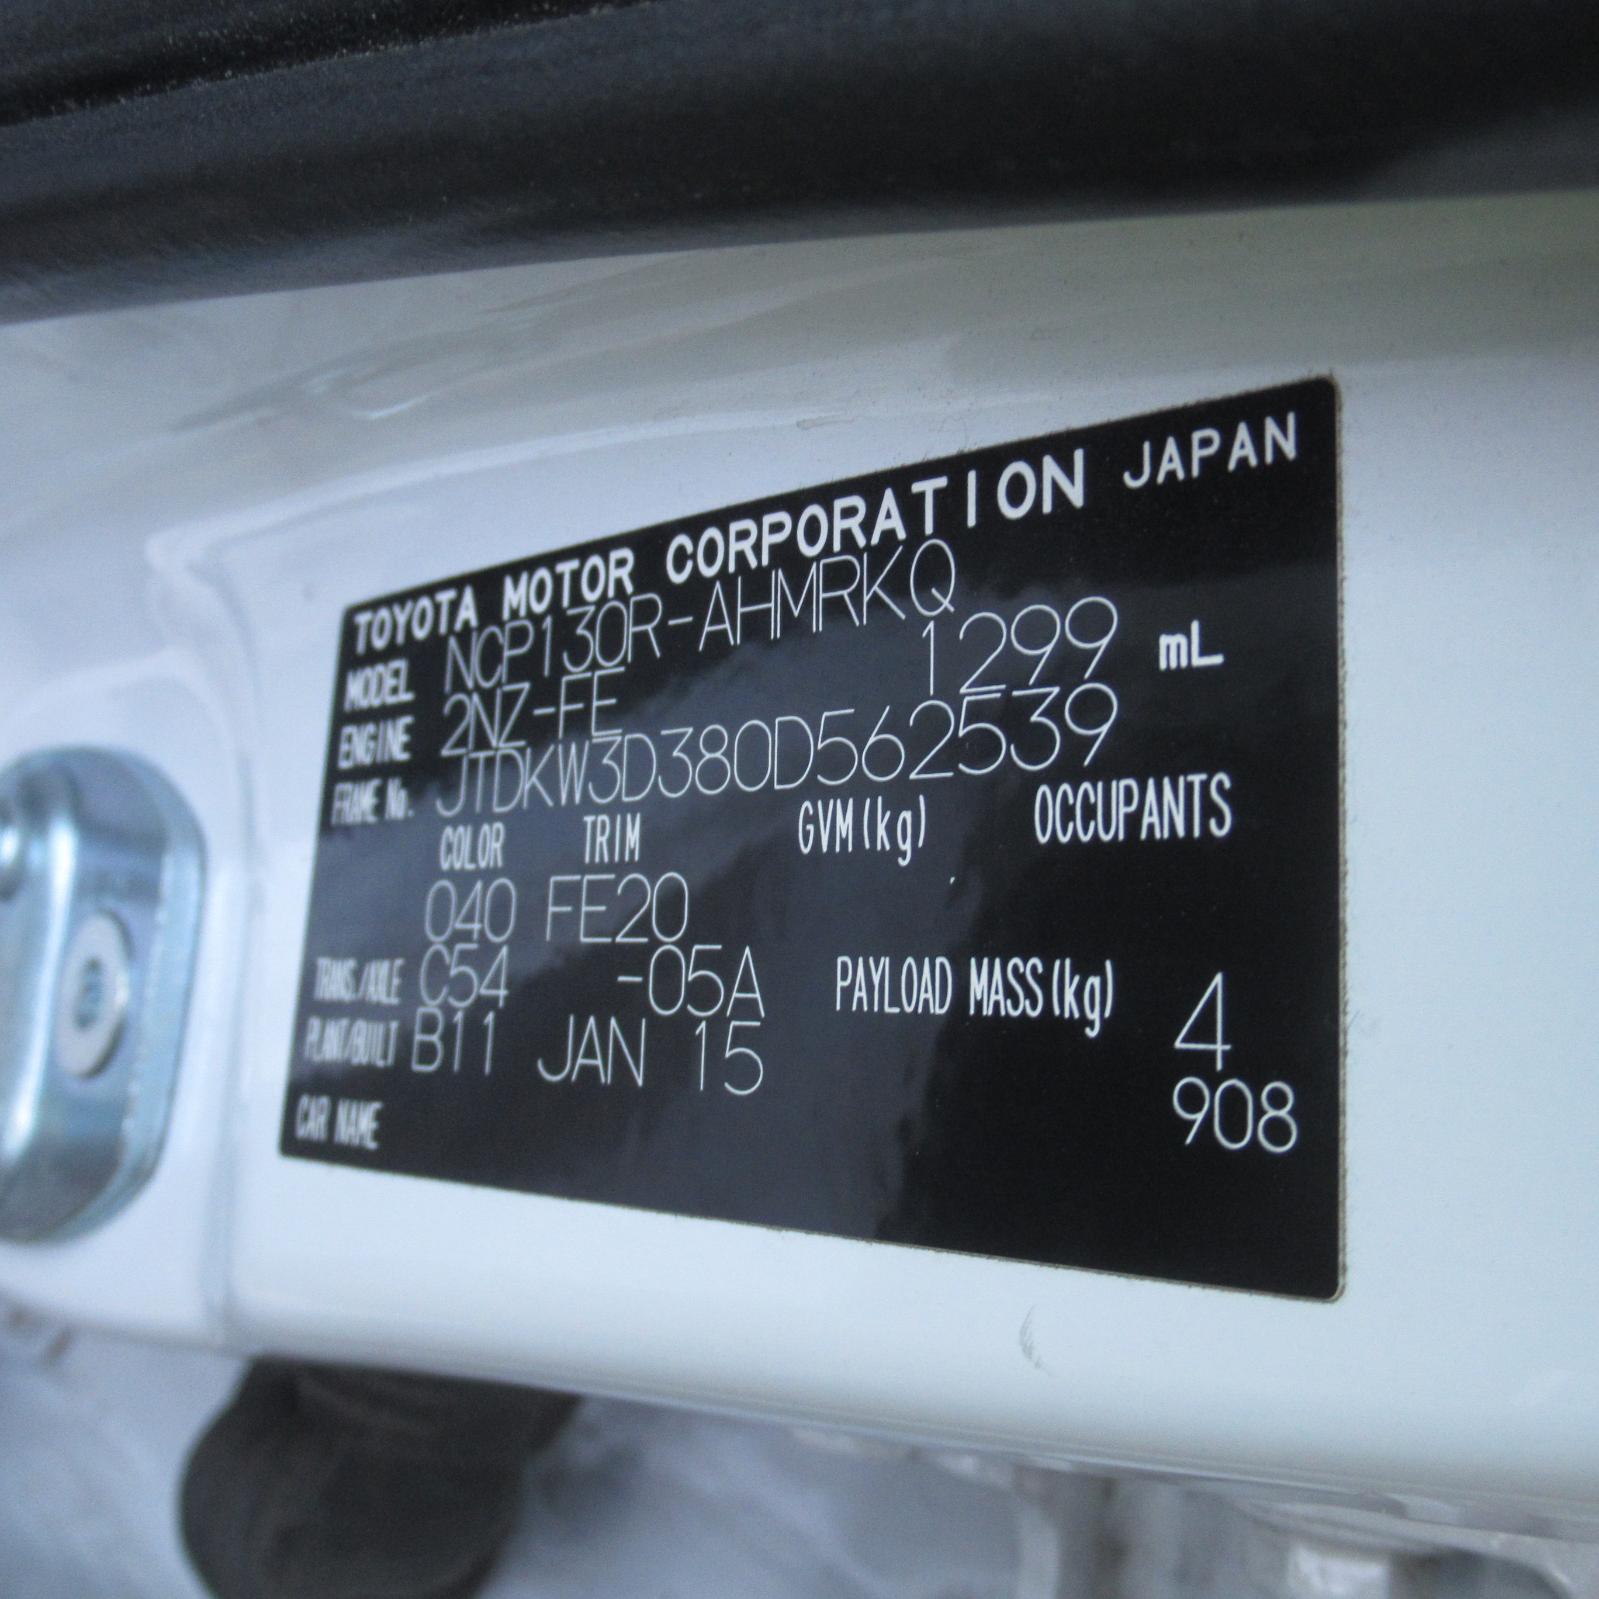 TOYOTA MOTOR CORPORATION JAPAN
MODEL NCP130R-AHMRKQ
ENGINE 2NZ-FE 1299 mL
FRAME No. JTDKW3D380D562539
COLOR TRIM GVM(kg) OCCUPANTS
040 FE20
TRANS./AXLE C54 -05A PAYLOAD MASS(kg) 4
PLANT/BUILT B11 JAN 15 908
CAR NAME